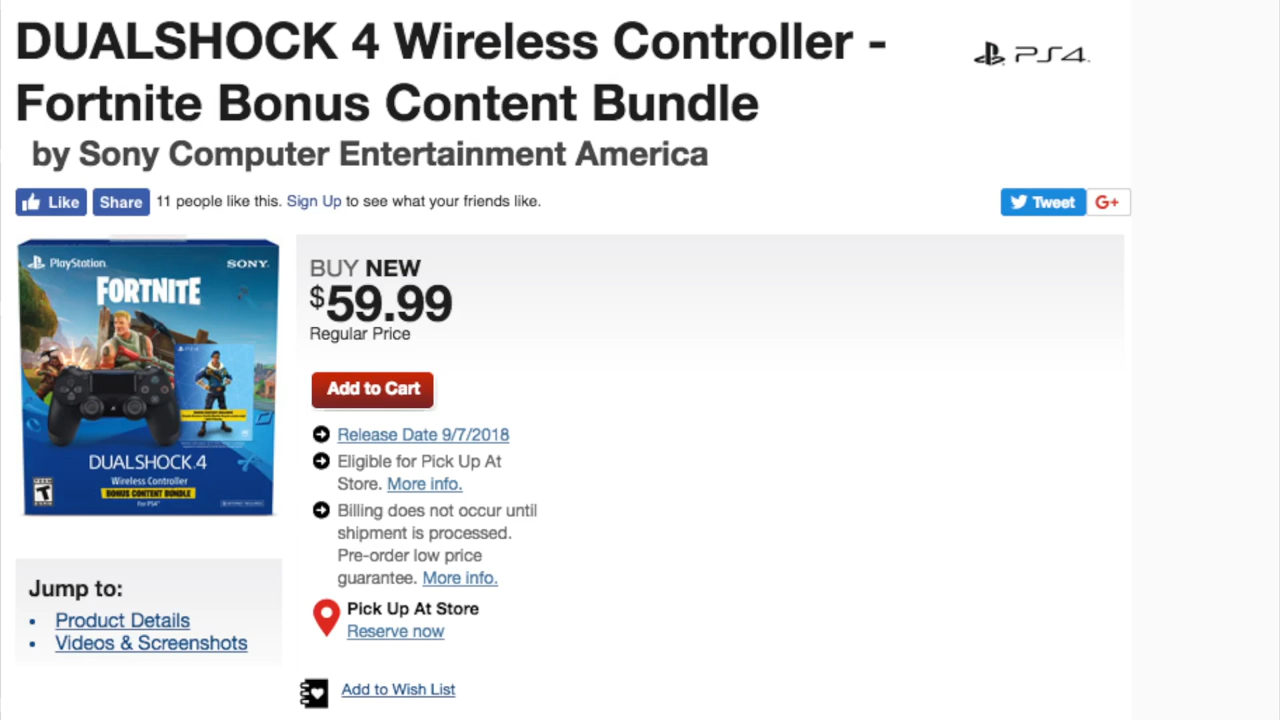 DUALSHOCK 4 Wireless Controller -
Fortnite Bonus Content Bundle
PS4
by Sony Computer Entertainment America
Like Share 11 people like this. Sign Up to see what your friends like.
Tweet G+
PlayStation SONY
FORTNITE
DUALSHOCK 4
Wireless Controller
BONUS CONTENT BUNDLE
For PS4
T
BUY NEW
$59.99
Regular Price
Add to Cart
Release Date 9/7/2018
Eligible for Pick Up At
Store. More info.
Billing does not occur until
shipment is processed.
Pre-order low price
guarantee. More info.
Pick Up At Store
Reserve now
Add to Wish List
Jump to:
• Product Details
• Videos & Screenshots